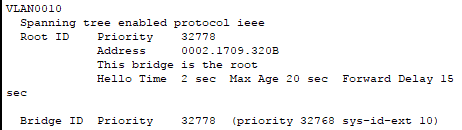 VLAN0010
Spanning tree enabled protocol ieee
Root ID Priority 32778
Address 0002.1709.320B
This bridge is the root
Hello Time 2 sec Max Age 20 sec Forward Delay 15
sec
Bridge ID Priority 32778 (priority 32768 sys-id-ext 10)